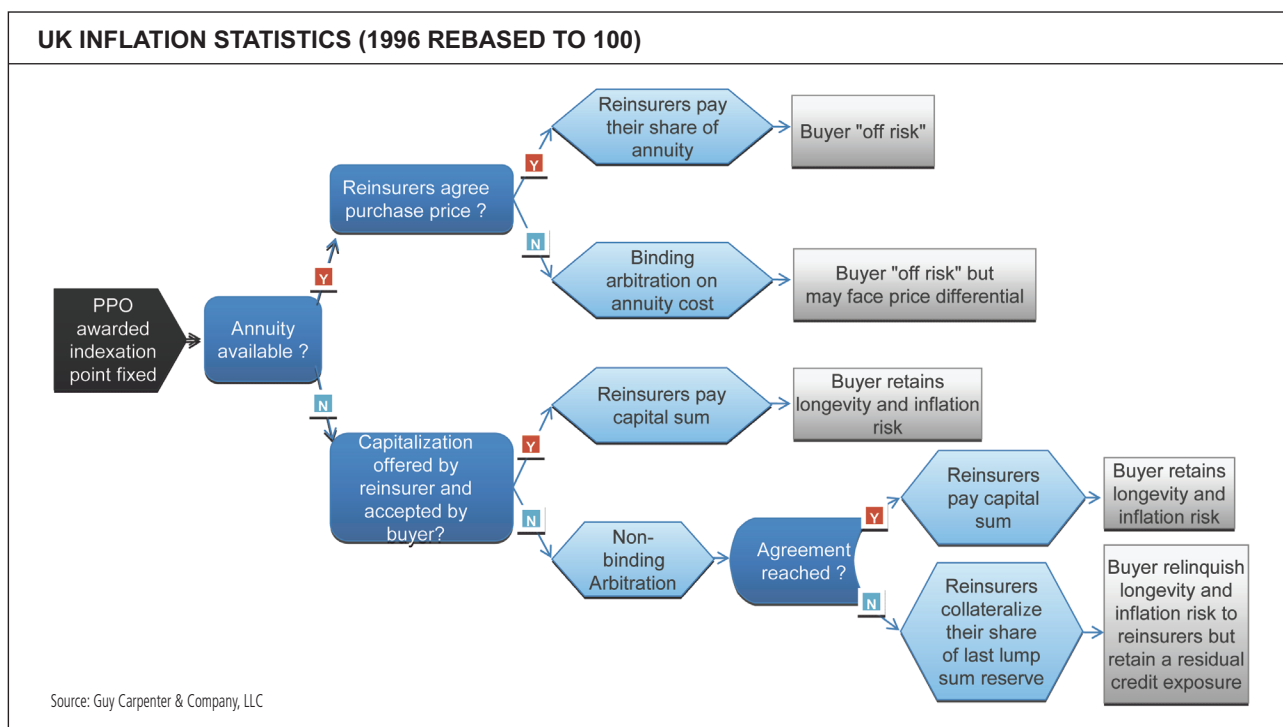 UK INFLATION STATISTICS (1996 REBASED TO 100)
Reinsurers pay
their share of
annuity
Buyer "off risk"
Y
Reinsurers agree
purchase price ?
N
Binding
arbitration on
annuity cost
Buyer "off risk" but
may face price differential
Y
PPO
awarded
indexation
point fixed
Annuity
available ?
N
Reinsurers pay
capital sum
Buyer retains
longevity and inflation
risk
Y
Capitalization
offered by
reinsurer and
accepted by
buyer?
N
Non-
binding
Arbitration
Agreement
reached ?
Y
Reinsurers
pay capital
sum
Buyer retains
longevity and
inflation risk
N
Reinsurers
collateralize
their share
of last lump
sum reserve
Buyer relinquish
longevity and
inflation risk to
reinsurers but
retain a residual
credit exposure
Source: Guy Carpenter & Company, LLC